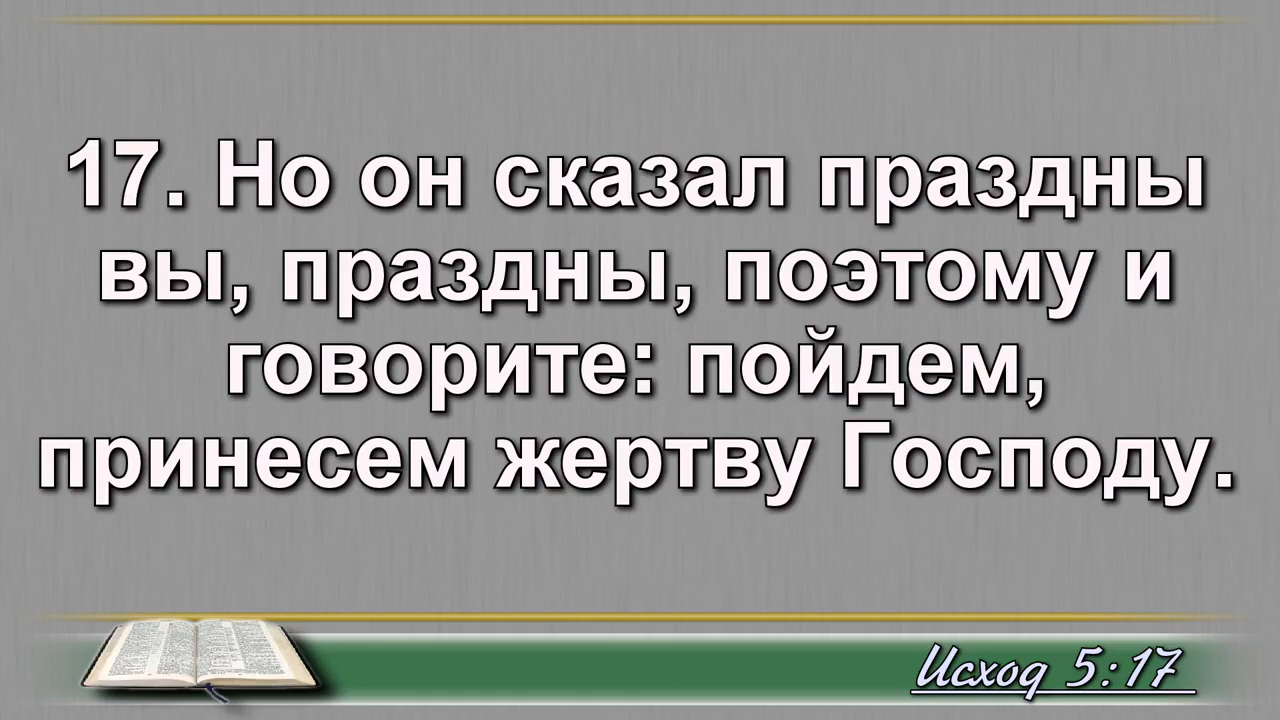 17. Но он сказал праздны
вы, праздны, поэтому и
говорите: пойдем,
принесем жертву Господу.
Исход 5:17